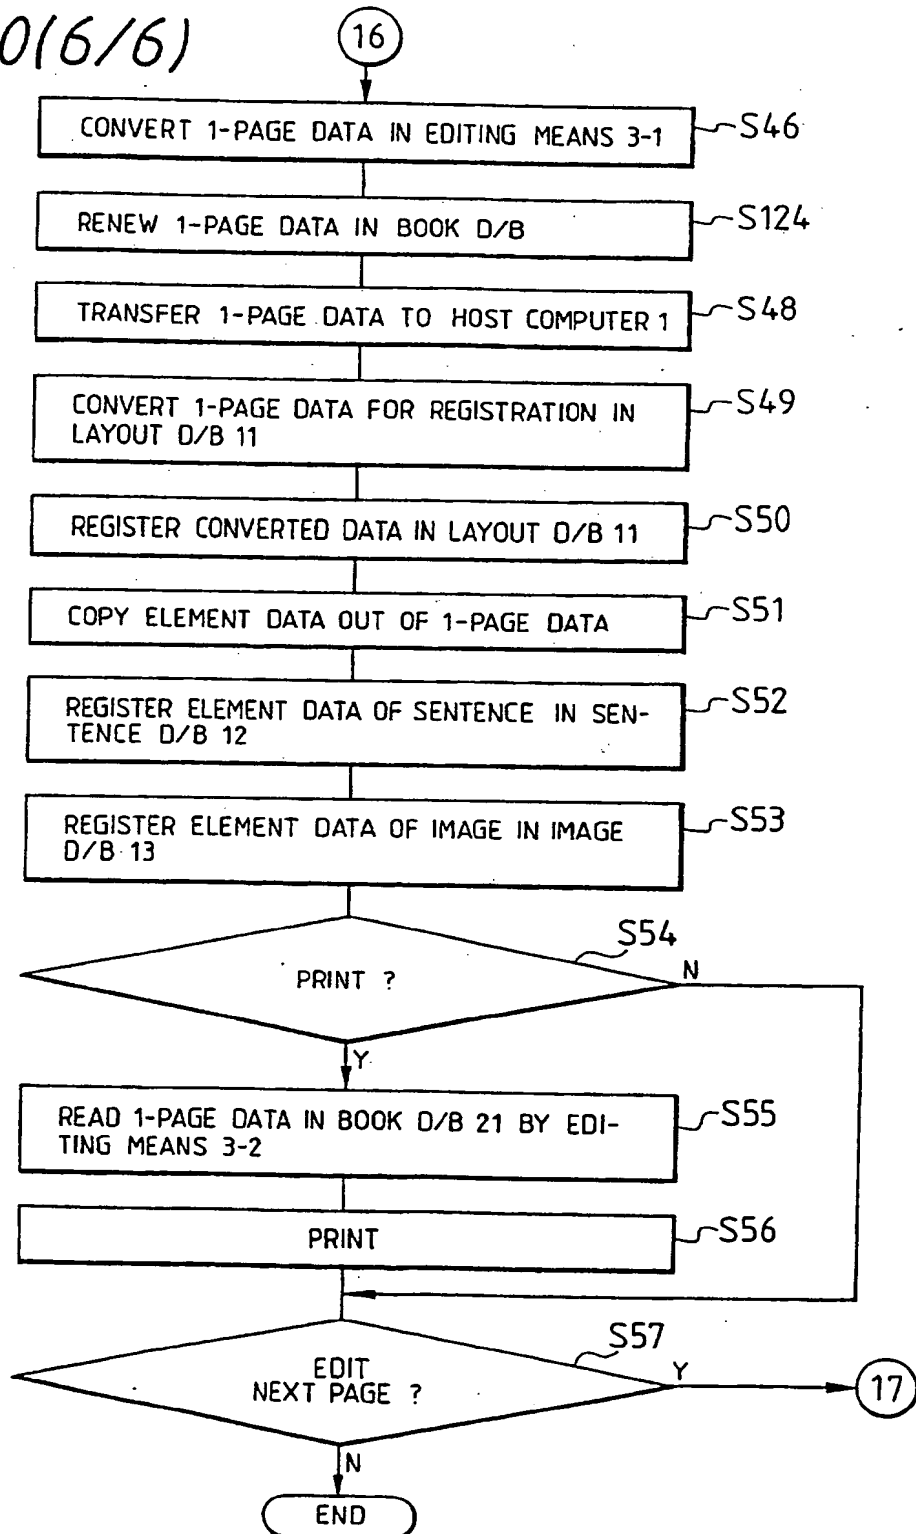 0(6/6)
16
CONVERT 1-PAGE DATA IN EDITING MEANS 3-1
S46
RENEW 1-PAGE DATA IN BOOK D/B
S124
TRANSFER 1-PAGE DATA TO HOST COMPUTER 1
S48
CONVERT 1-PAGE DATA FOR REGISTRATION IN
LAYOUT D/B 11
S49
REGISTER CONVERTED DATA IN LAYOUT D/B 11
S50
COPY ELEMENT DATA OUT OF 1-PAGE DATA
S51
REGISTER ELEMENT DATA OF SENTENCE IN SEN-
TENCE D/B 12
S52
REGISTER ELEMENT DATA OF IMAGE IN IMAGE
D/B 13
S53
S54
PRINT ?
N
Y
READ 1-PAGE DATA IN BOOK D/B 21 BY EDI-
TING MEANS 3-2
S55
PRINT
S56
S57
EDIT
NEXT PAGE ?
Y
17
N
END